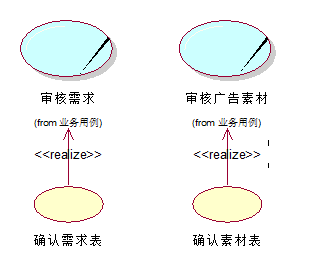 审核需求 审核广告素材
(from 业务用例) (from 业务用例)
<<realize>> <<realize>>
确认需求表 确认素材表